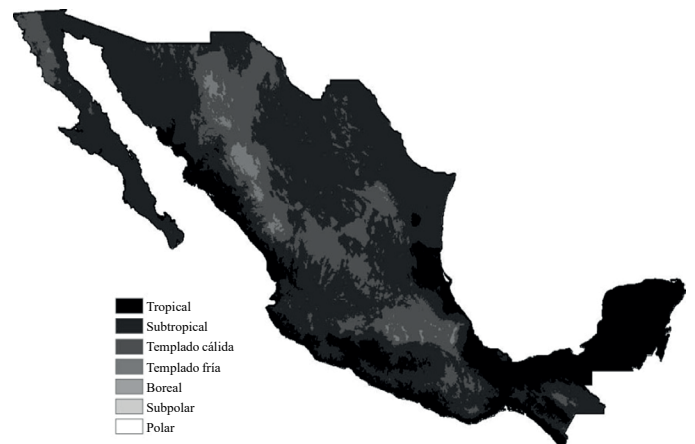 Tropical
Subtropical
Templado cálida
Templado fría
Boreal
Subpolar
Polar